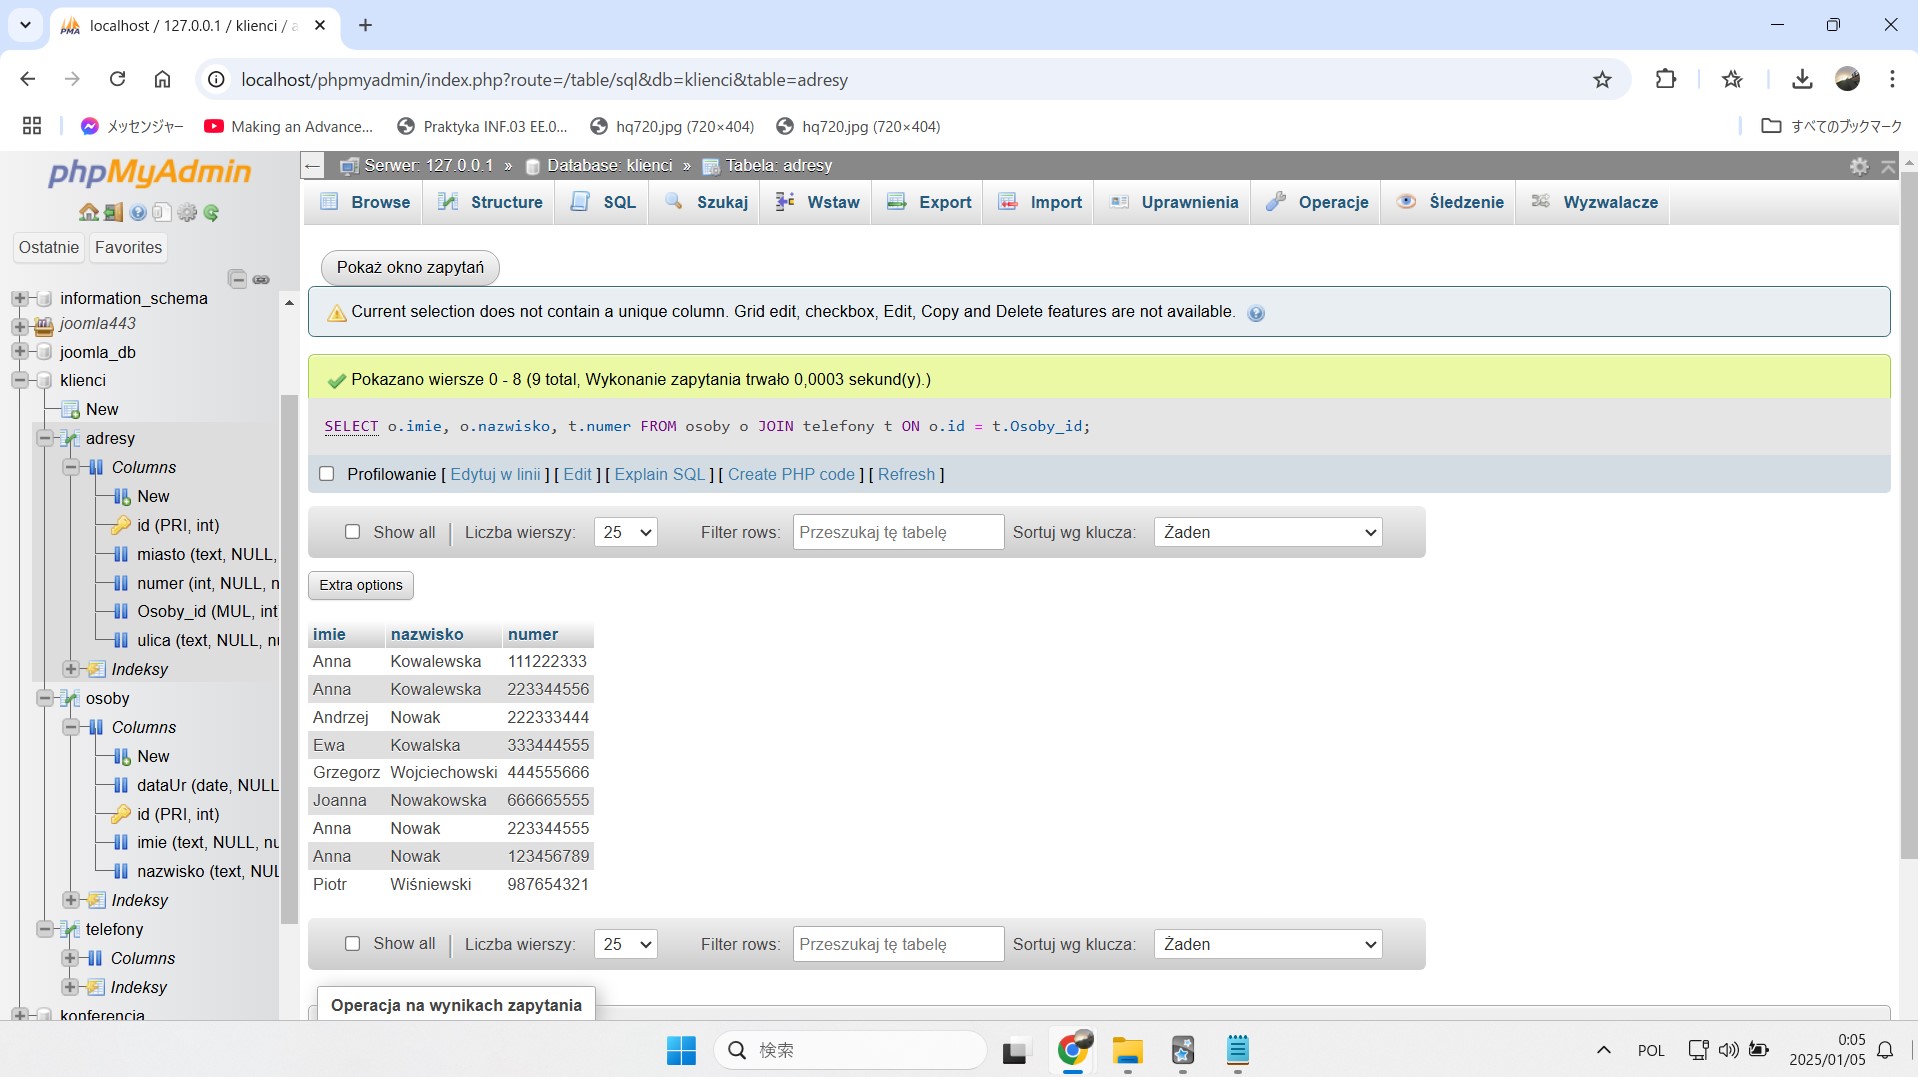 localhost / 127.0.0.1 / klienci / a
localhost/phpmyadmin/index.php?route=/table/sql&db=klienci&table=adresy
メッセンジャー
Making an Advance...
Praktyka INF.03 EE.0...
hq720.jpg (720×404)
hq720.jpg (720×404)
すべてのブックマーク
phpMyAdmin
Ostatnie
Favorites
information_schema
joomla443
joomla_db
klienci
New
adresy
Columns
New
id (PRI, int)
miasto (text, NULL,
numer (int, NULL, n
Osoby_id (MUL, int
ulica (text, NULL, nu
Indeksy
osoby
Columns
New
dataUr (date, NULL
id (PRI, int)
imie (text, NULL, nu
nazwisko (text, NUL
Indeksy
telefony
Columns
Indeksy
konferencja
Serwer: 127.0.0.1 » Database: klienci » Tabela: adresy
Browse
Structure
SQL
Szukaj
Wstaw
Export
Import
Uprawnienia
Operacje
Śledzenie
Wyzwalacze
Pokaż okno zapytań
Current selection does not contain a unique column. Grid edit, checkbox, Edit, Copy and Delete features are not available.
Pokazano wiersze 0 - 8 (9 total, Wykonanie zapytania trwało 0,0003 sekund(y).)
SELECT o.imie, o.nazwisko, t.numer FROM osoby o JOIN telefony t ON o.id = t.Osoby_id;
Profilowanie [ Edytuj w linii ] [ Edit ] [ Explain SQL ] [ Create PHP code ] [ Refresh ]
Show all | Liczba wierszy: 25 Filter rows: Przeszukaj tę tabelę Sortuj wg klucza: Żaden
Extra options
imie nazwisko numer
Anna Kowalewska 111222333
Anna Kowalewska 223344556
Andrzej Nowak 222333444
Ewa Kowalska 333444555
Grzegorz Wojciechowski 444555666
Joanna Nowakowska 666665555
Anna Nowak 223344555
Anna Nowak 123456789
Piotr Wiśniewski 987654321
Show all | Liczba wierszy: 25 Filter rows: Przeszukaj tę tabelę Sortuj wg klucza: Żaden
Operacja na wynikach zapytania
検索
POL
0:05
2025/01/05